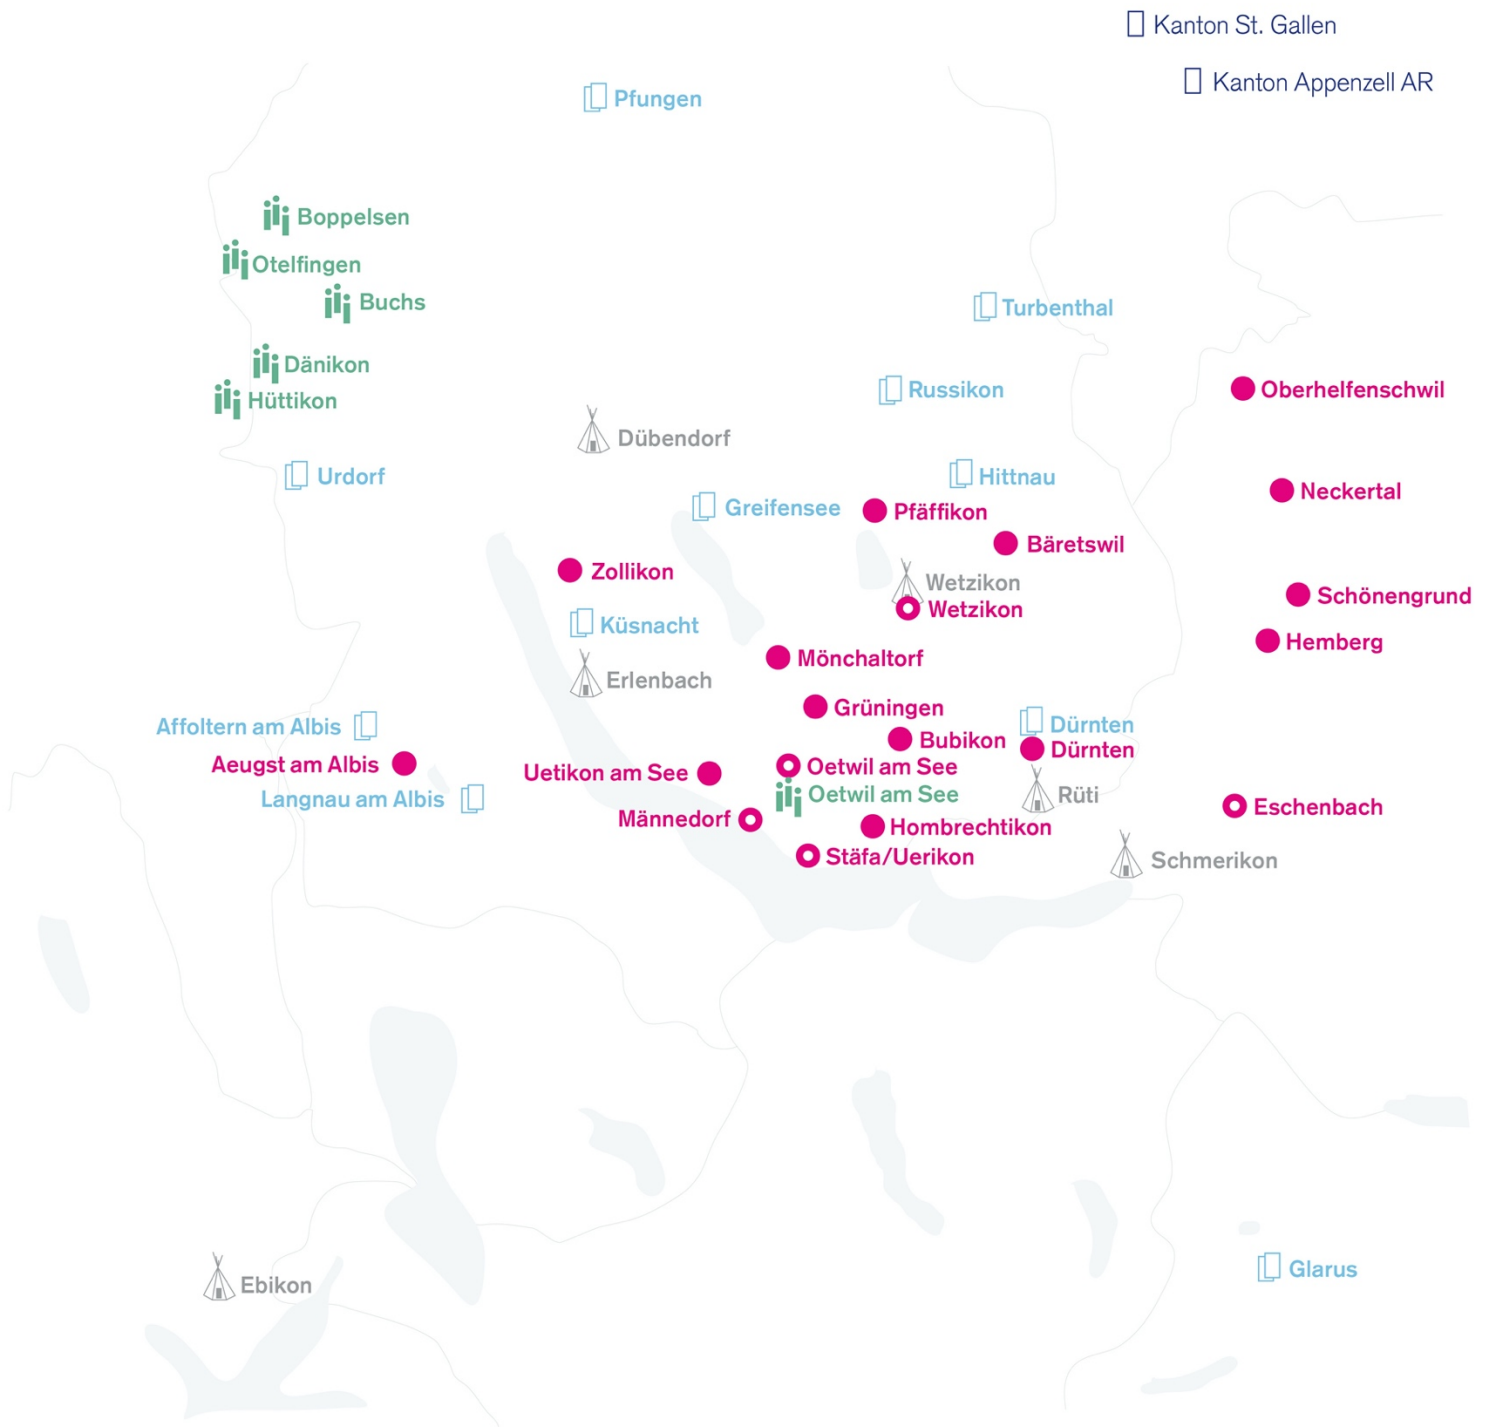 Kanton St. Gallen
Kanton Appenzell AR
Pfungen
Boppelsen
Otelfingen
Buchs
Turbenthal
Dänikon
Oberhelfenschwil
Russikon
Hüttikon
Dübendorf
Urdorf
Hittnau
Neckertal
Greifensee
Pfäffikon
Bäretswil
Zollikon
Wetzikon
Schönengrund
Wetzikon
Küsnacht
Hemberg
Mönchaltorf
Erlenbach
Grüningen
Affoltern am Albis
Dürnten
Bubikon
Dürnten
Aeugst am Albis
Oetwil am See
Uetikon am See
Oetwil am See
Rüti
Langnau am Albis
Eschenbach
Männedorf
Hombrechtikon
Stäfa/Uerikon
Schmerikon
Glarus
Ebikon